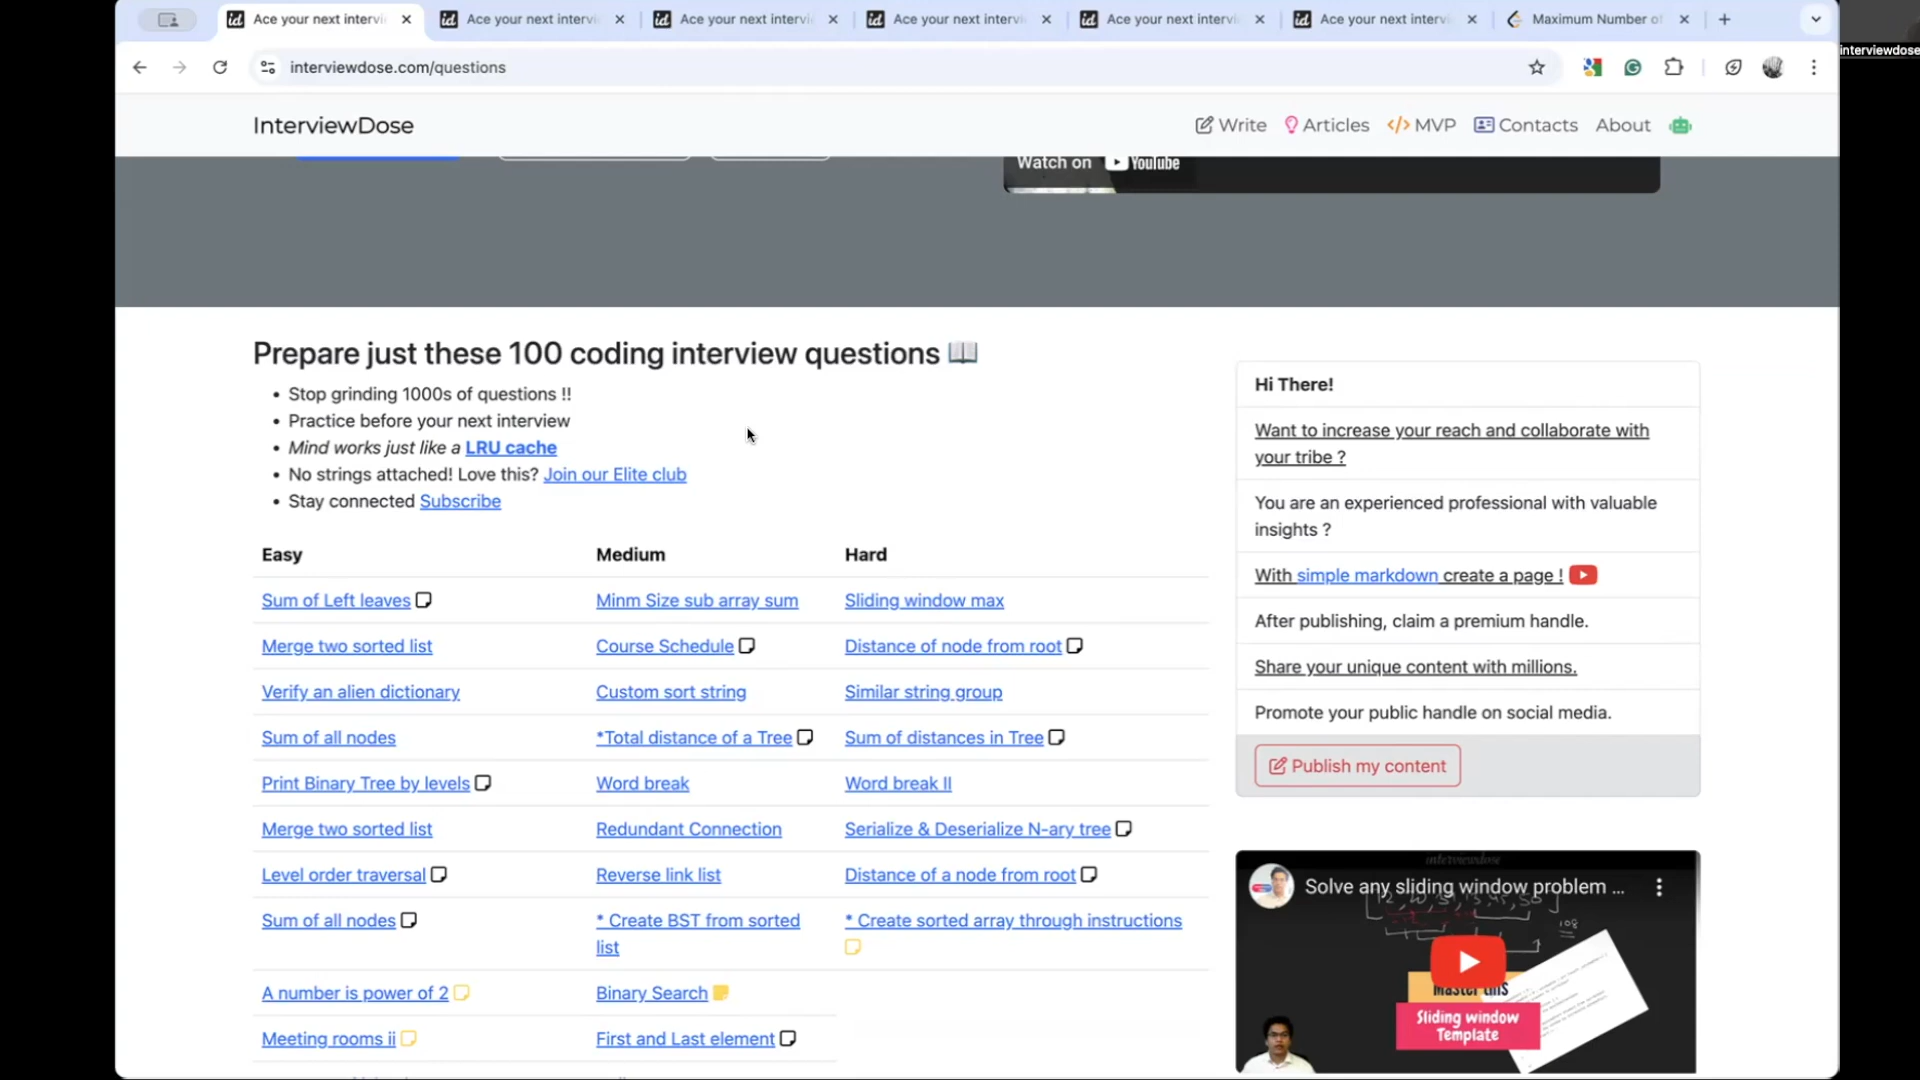 Ace your next intervi
Ace your next intervi
Ace your next intervi
Ace your next intervi
Ace your next intervi
Ace your next intervi
Maximum Number of
interviewdose
interviewdose.com/questions
InterviewDose
Write
Articles
MVP
Contacts
About
Watch on YouTube
Prepare just these 100 coding interview questions
• Stop grinding 1000s of questions !!
• Practice before your next interview
• Mind works just like a LRU cache
• No strings attached! Love this? Join our Elite club
• Stay connected Subscribe
Easy Medium Hard
Sum of Left leaves Minm Size sub array sum Sliding window max
Merge two sorted list Course Schedule Distance of node from root
Verify an alien dictionary Custom sort string Similar string group
Sum of all nodes *Total distance of a Tree Sum of distances in Tree
Print Binary Tree by levels Word break Word break II
Merge two sorted list Redundant Connection Serialize & Deserialize N-ary tree
Level order traversal Reverse link list Distance of a node from root
Sum of all nodes * Create BST from sorted * Create sorted array through instructions
list
A number is power of 2 Binary Search
Meeting rooms ii First and Last element
Hi There!
Want to increase your reach and collaborate with
your tribe ?
You are an experienced professional with valuable
insights ?
With simple markdown create a page !
After publishing, claim a premium handle.
Share your unique content with millions.
Promote your public handle on social media.
Publish my content
interviewdose
Solve any sliding window problem ...
108
Master this
Sliding window
Template